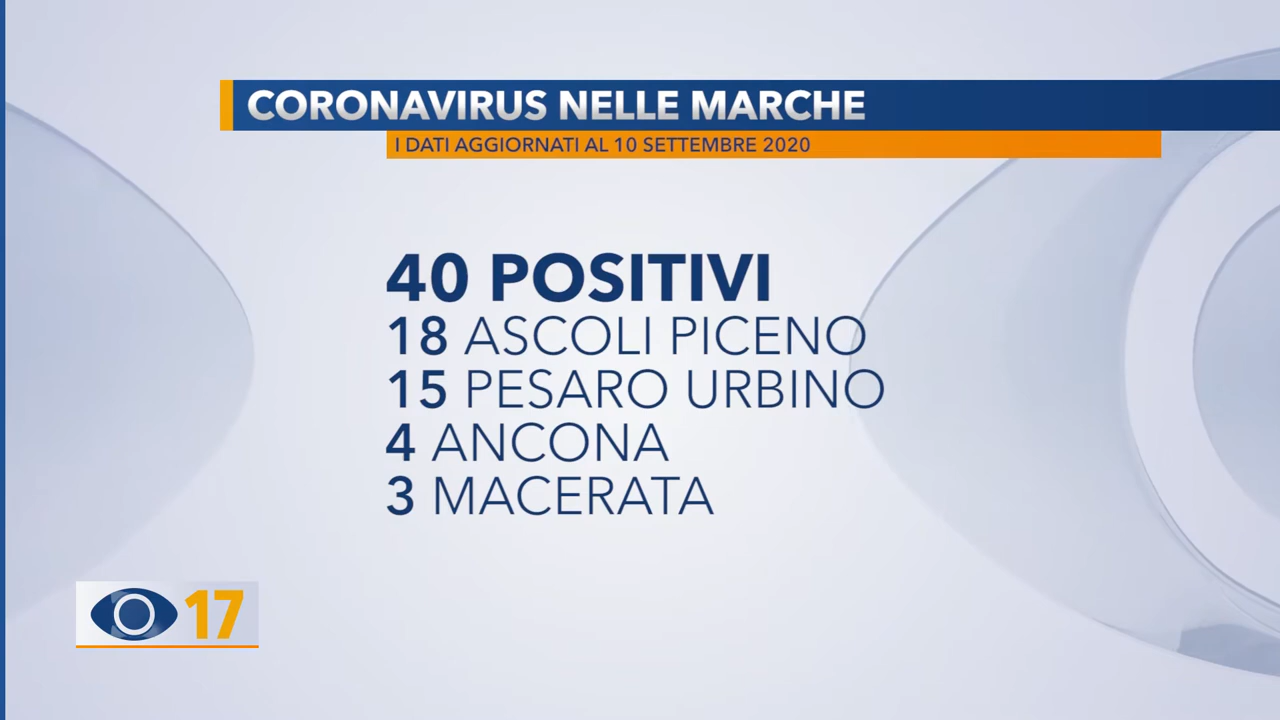 CORONAVIRUS NELLE MARCHE
I DATI AGGIORNATI AL 10 SETTEMBRE 2020
40 POSITIVI
18 ASCOLI PICENO
15 PESARO URBINO
4 ANCONA
3 MACERATA
17